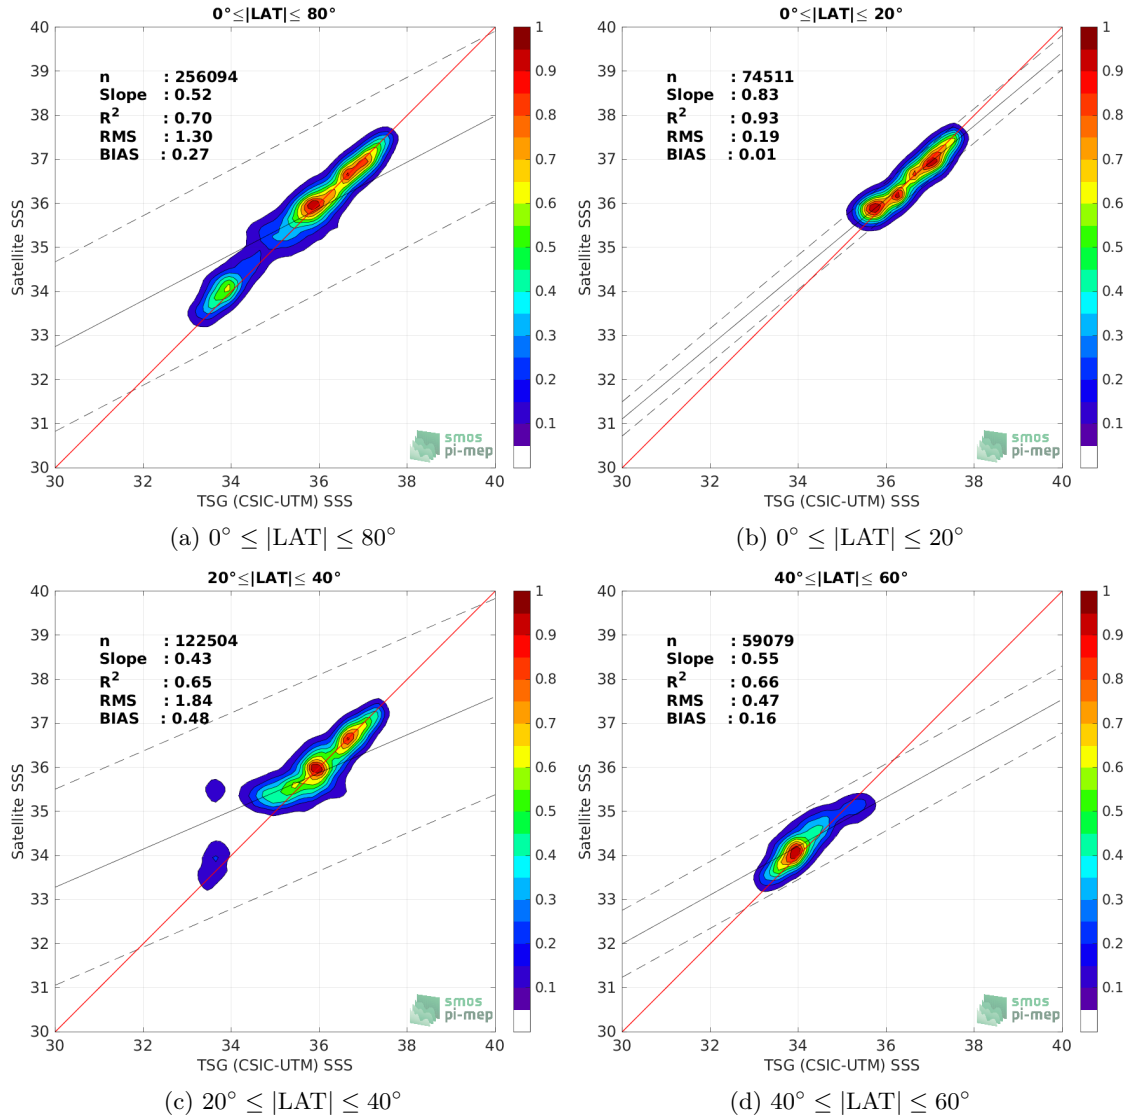 0°≤|LAT|≤ 80°
40
39
38
37
36
35
34
33
32
31
30
Satellite SSS
n : 256094
Slope : 0.52
R² : 0.70
RMS : 1.30
BIAS : 0.27
smos
pi-mep
30 32 34 36 38 40
TSG (CSIC-UTM) SSS
1
0.9
0.8
0.7
0.6
0.5
0.4
0.3
0.2
0.1
(a) 0° ≤ |LAT| ≤ 80°
0°≤|LAT|≤ 20°
40
39
38
37
36
35
34
33
32
31
30
Satellite SSS
n : 74511
Slope : 0.83
R² : 0.93
RMS : 0.19
BIAS : 0.01
smos
pi-mep
30 32 34 36 38 40
TSG (CSIC-UTM) SSS
1
0.9
0.8
0.7
0.6
0.5
0.4
0.3
0.2
0.1
(b) 0° ≤ |LAT| ≤ 20°
20°≤|LAT|≤ 40°
40
39
38
37
36
35
34
33
32
31
30
Satellite SSS
n : 122504
Slope : 0.43
R² : 0.65
RMS : 1.84
BIAS : 0.48
smos
pi-mep
30 32 34 36 38 40
TSG (CSIC-UTM) SSS
1
0.9
0.8
0.7
0.6
0.5
0.4
0.3
0.2
0.1
(c) 20° ≤ |LAT| ≤ 40°
40°≤|LAT|≤ 60°
40
39
38
37
36
35
34
33
32
31
30
Satellite SSS
n : 59079
Slope : 0.55
R² : 0.66
RMS : 0.47
BIAS : 0.16
smos
pi-mep
30 32 34 36 38 40
TSG (CSIC-UTM) SSS
1
0.9
0.8
0.7
0.6
0.5
0.4
0.3
0.2
0.1
(d) 40° ≤ |LAT| ≤ 60°